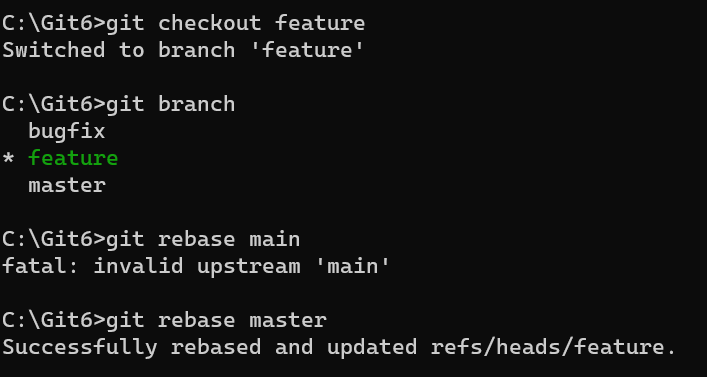 C:\Git6>git checkout feature
Switched to branch 'feature'
C:\Git6>git branch
bugfix
* feature
master
C:\Git6>git rebase main
fatal: invalid upstream 'main'
C:\Git6>git rebase master
Successfully rebased and updated refs/heads/feature.